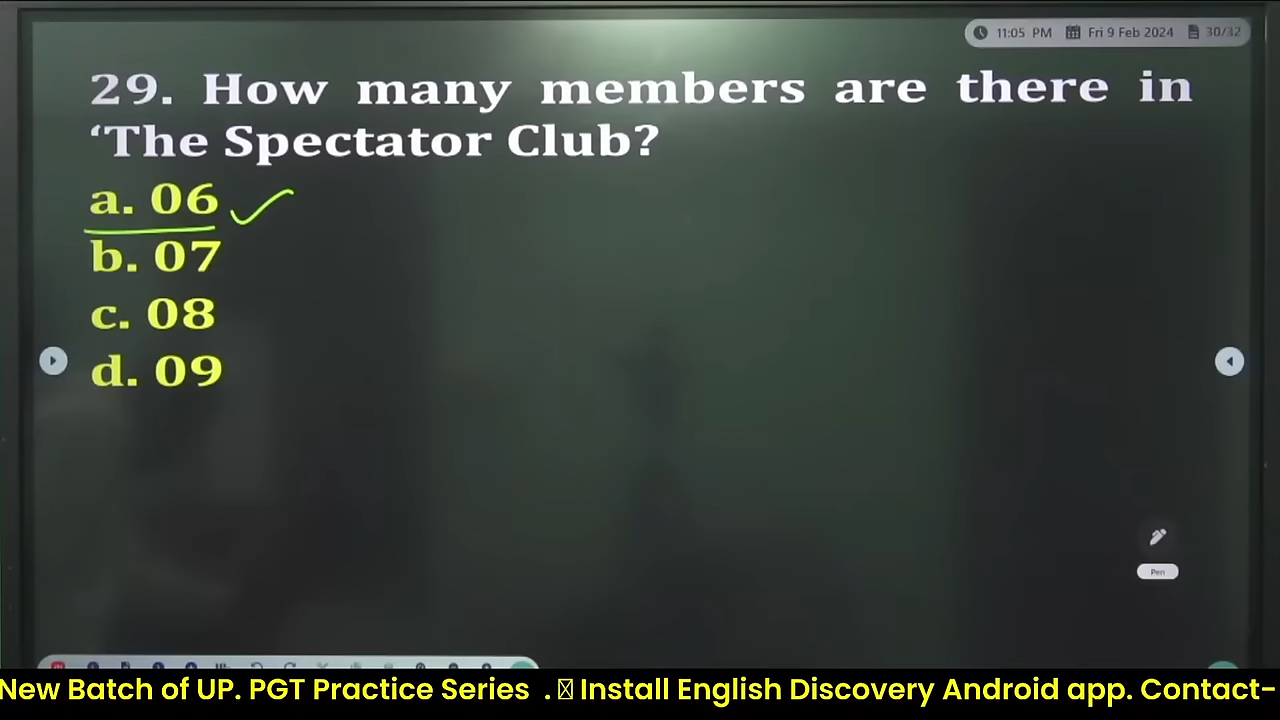 11:05 PM Fri 9 Feb 2024 30/32
29. How many members are there in
‘The Spectator Club?
a. 06
b. 07
c. 08
d. 09
Pen
New Batch of UP. PGT Practice Series . Install English Discovery Android app. Contact-